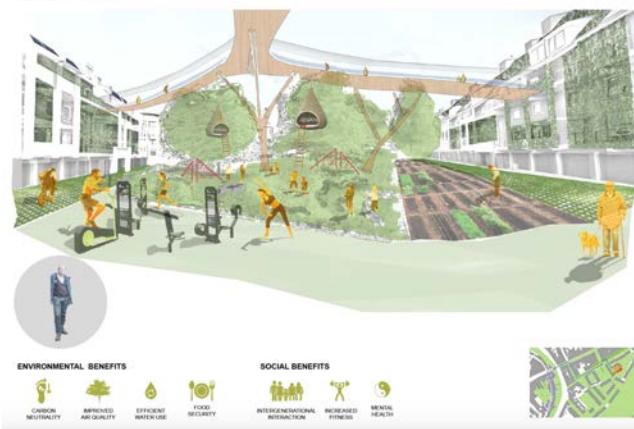 ENVIRONMENTAL BENEFITS
SOCIAL BENEFITS
CARBON
NEUTRALITY
IMPROVED
AIR QUALITY
EFFICIENT
WATER USE
FOOD
SECURITY
INTERGENERATIONAL
INTERACTION
INCREASED
FITNESS
MENTAL
HEALTH